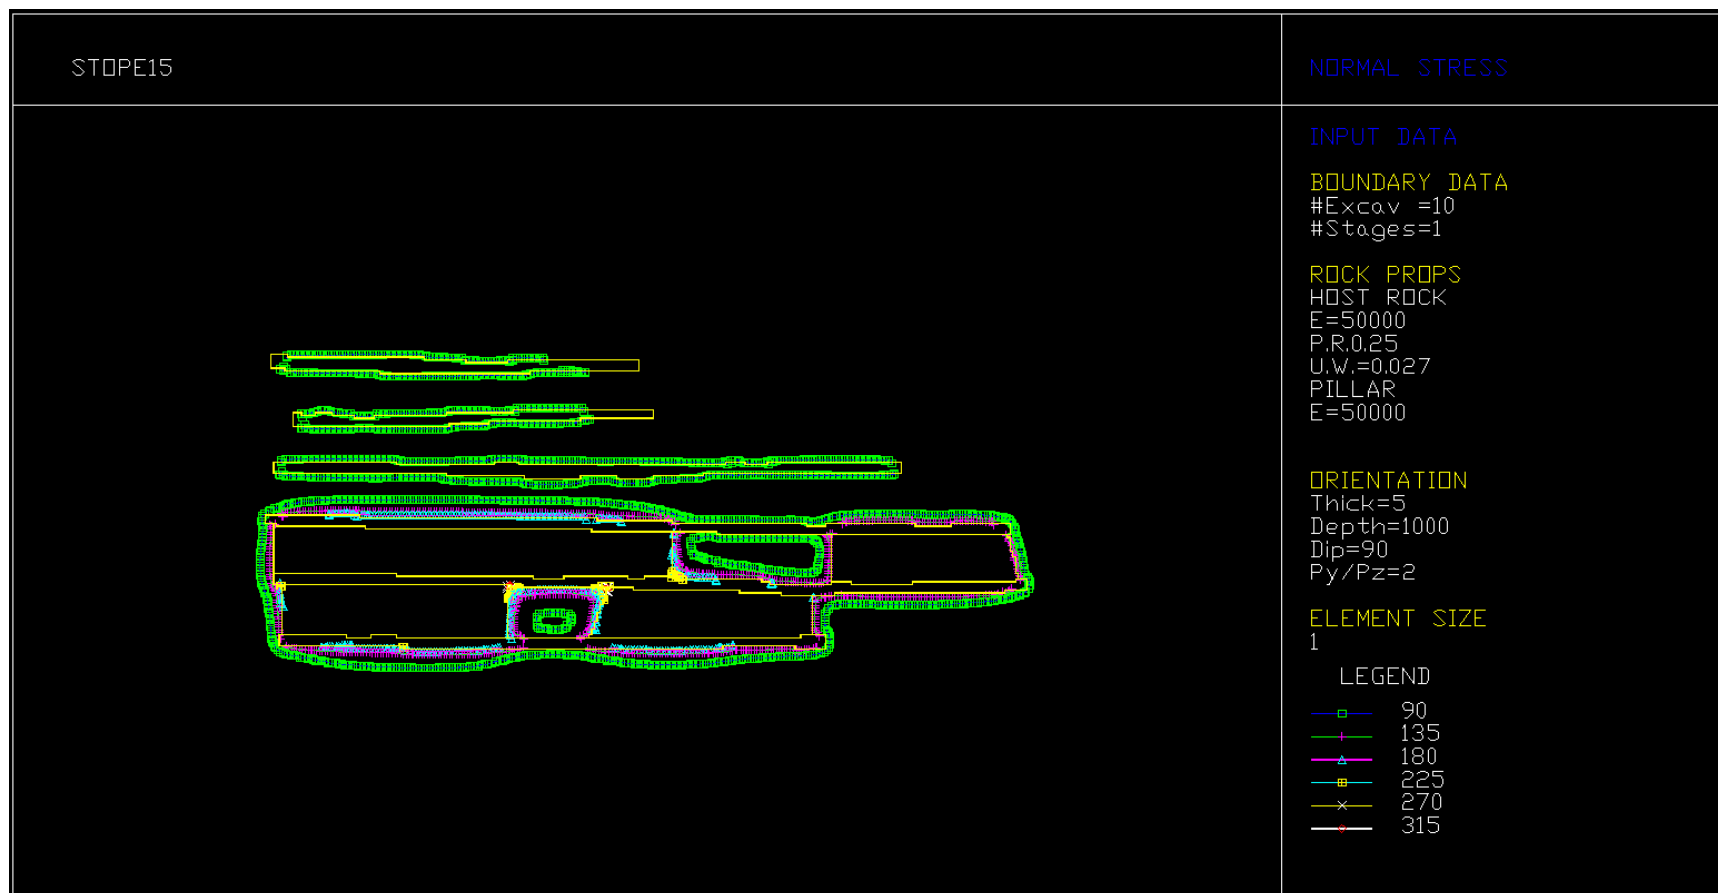 STOPE15
NORMAL STRESS
INPUT DATA
BOUNDARY DATA
#Excav =10
#Stages=1
ROCK PROPS
HOST ROCK
E=50000
P.R.0.25
U.W.=0.027
PILLAR
E=50000
ORIENTATION
Thick=5
Depth=1000
Dip=90
Py/Pz=2
ELEMENT SIZE
1
LEGEND
90
135
180
225
270
315